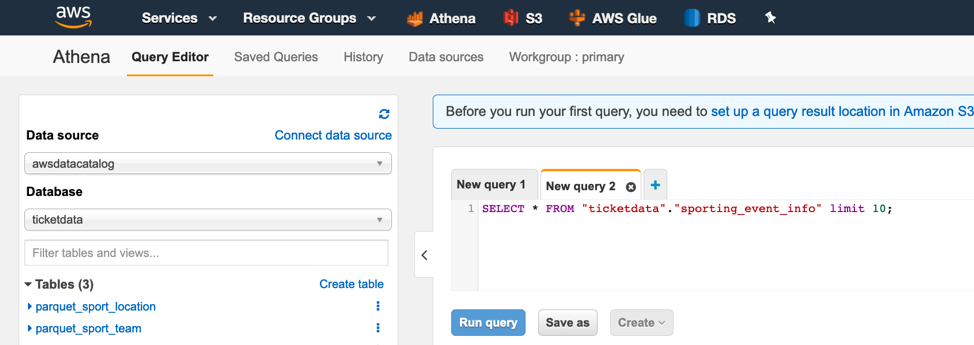 aws
Services
Resource Groups
Athena
S3
AWS Glue
RDS
Athena
Query Editor
Saved Queries
History
Data sources
Workgroup : primary
Data source
Connect data source
awsdatacatalog
Database
ticketdata
Filter tables and views...
Tables (3)
Create table
parquet_sport_location
parquet_sport_team
Before you run your first query, you need to set up a query result location in Amazon S3
New query 1
New query 2
+
1 SELECT * FROM "ticketdata"."sporting_event_info" limit 10;
Run query
Save as
Create